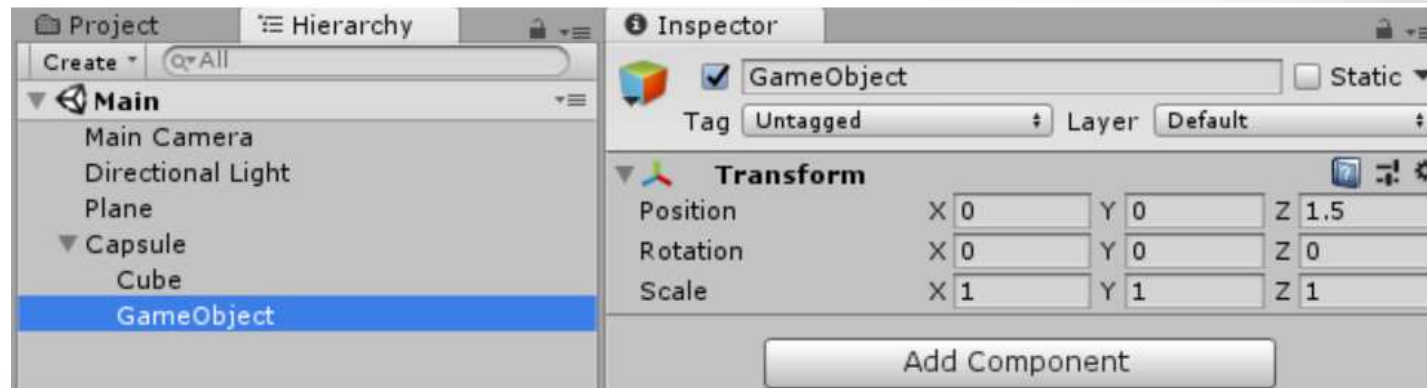 Project Hierarchy
Create All
Main
Main Camera
Directional Light
Plane
Capsule
Cube
GameObject
Inspector
GameObject Static
Tag Untagged Layer Default
Transform
Position X 0 Y 0 Z 1.5
Rotation X 0 Y 0 Z 0
Scale X 1 Y 1 Z 1
Add Component